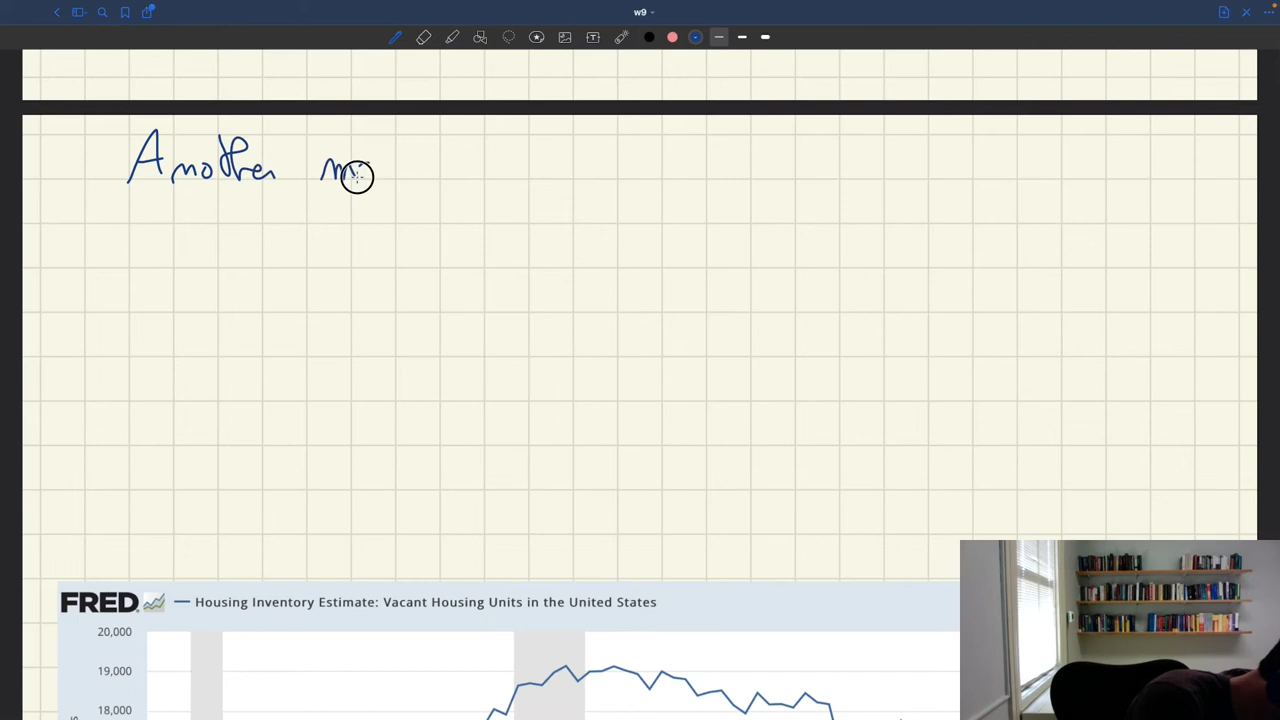 w9
Another
FRED — Housing Inventory Estimate: Vacant Housing Units in the United States
20,000
19,000
18,000